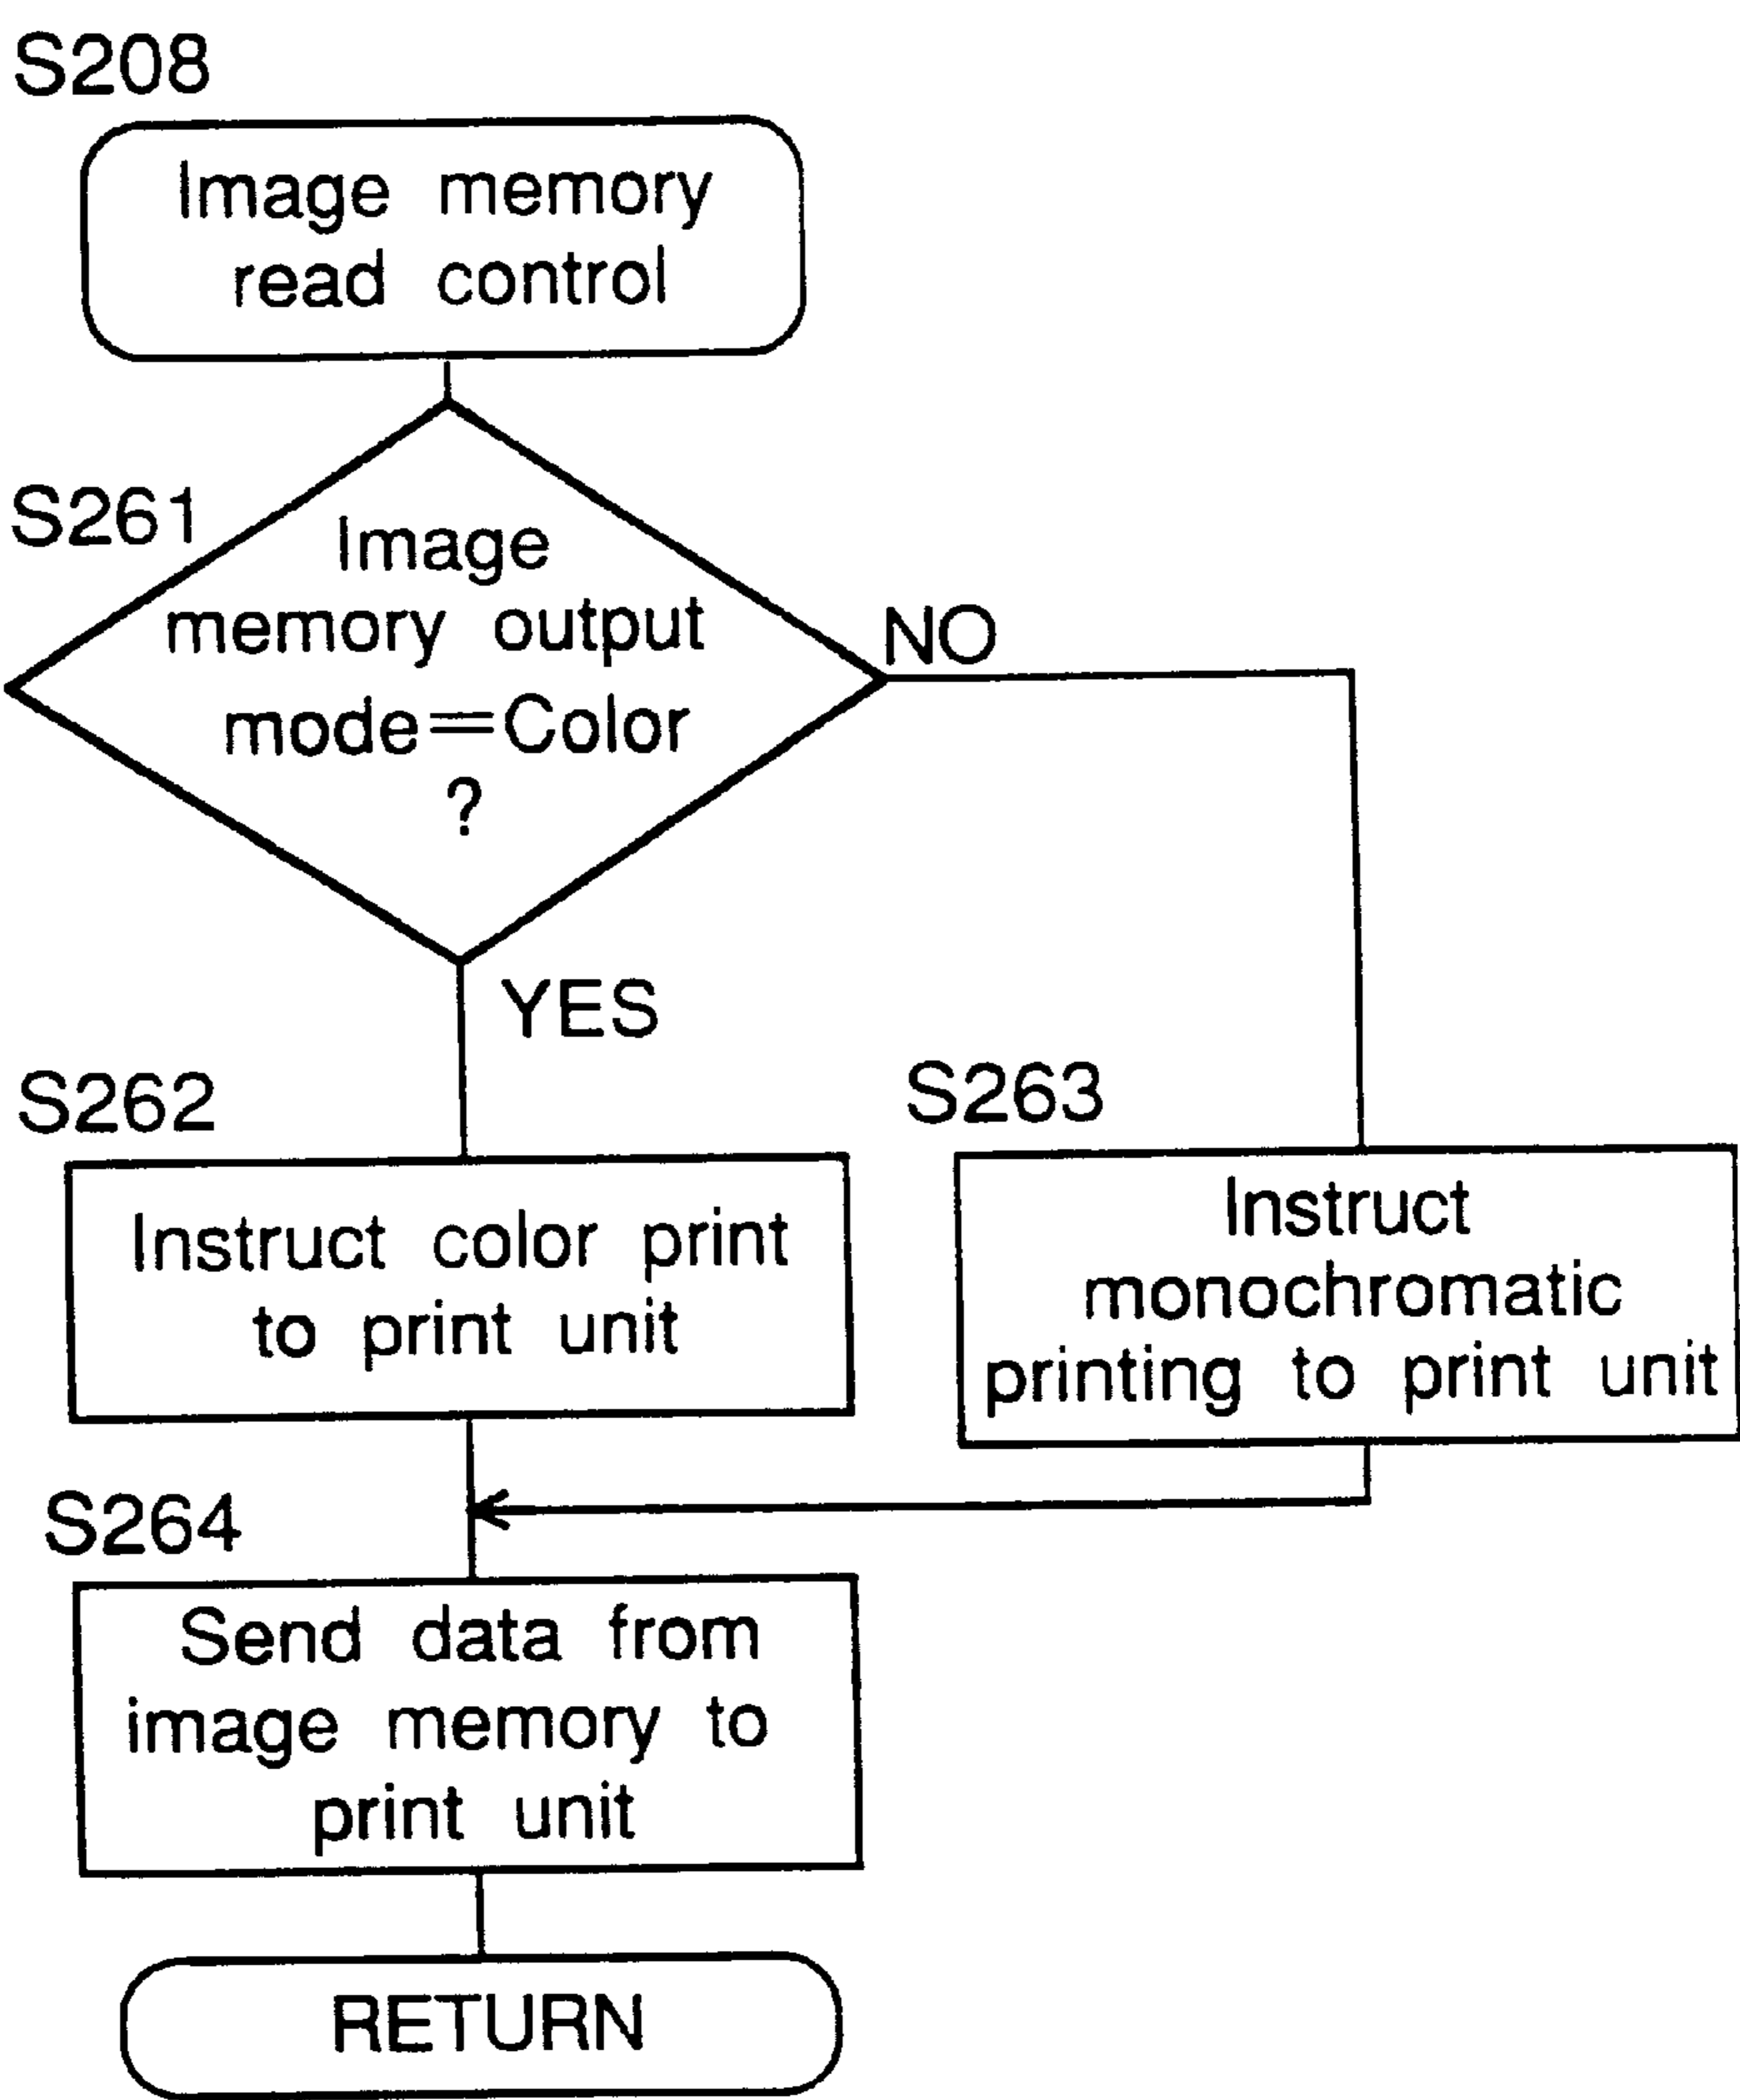 S208
Image memory
read control
S261
Image
memory output
mode=Color
?
NO
YES
S262
Instruct color print
to print unit
S263
Instruct
monochromatic
printing to print unit
S264
Send data from
image memory to
print unit
RETURN